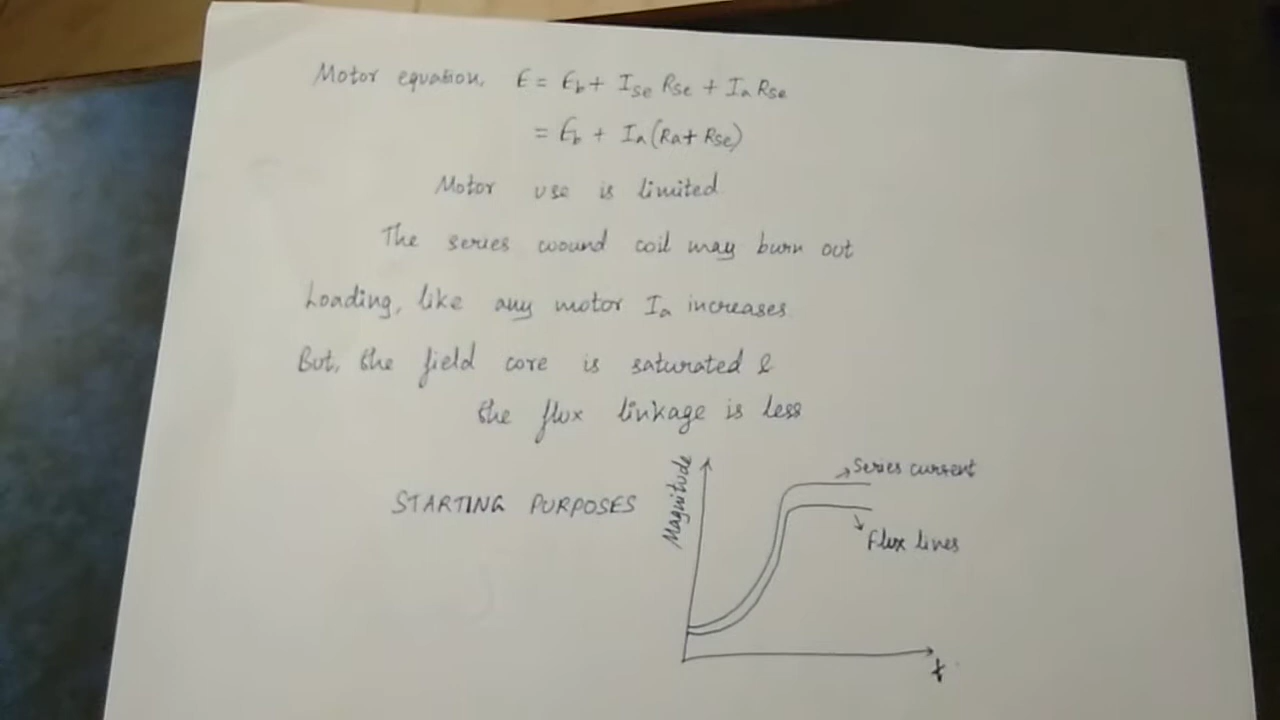 Motor equation, E = Eb + Ise Rse + Ia Rse
= Eb + Ia (Ra + Rse)
Motor use is limited
The series wound coil may burn out
Loading, like any motor Ia increases
But, the field core is saturated &
the flux linkage is less
STARTING PURPOSES
Magnitude
Series current
Flux lines
t